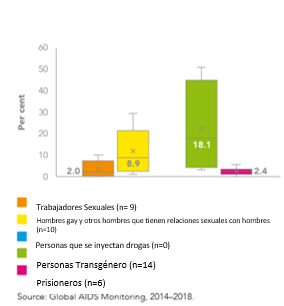 60
50
40
30
20
10
0
Per cent
2.0
8.9
18.1
2.4
Trabajadores Sexuales (n= 9)
Hombres gay y otros hombres que tienen relaciones sexuales con hombres
(n=10)
Personas que se inyectan drogas (n=0)
Personas Transgénero (n=14)
Prisioneros (n=6)
Source: Global AIDS Monitoring, 2014–2018.